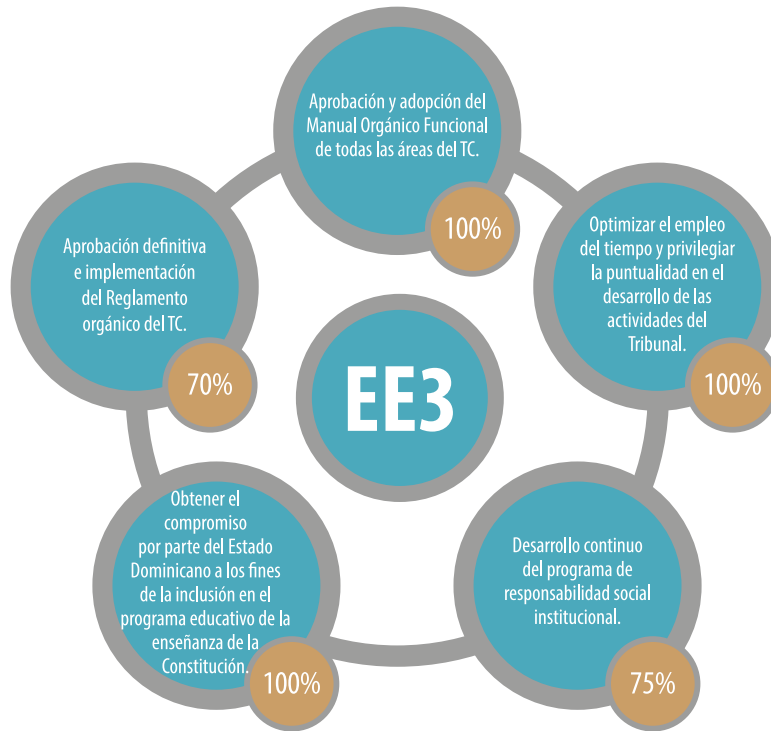 Aprobación y adopción del
Manual Orgánico Funcional
de todas las áreas del TC.
100%
Optimizar el empleo
del tiempo y privilegiar
la puntualidad en el
desarrollo de las
actividades del
Tribunal.
100%
Aprobación definitiva
e implementación
del Reglamento
orgánico del TC.
70%
EE3
Obtener el
compromiso
por parte del Estado
Dominicano a los fines
de la inclusión en el
programa educativo de la
enseñanza de la
Constitución.
100%
Desarrollo continuo
del programa de
responsabilidad social
institucional.
75%